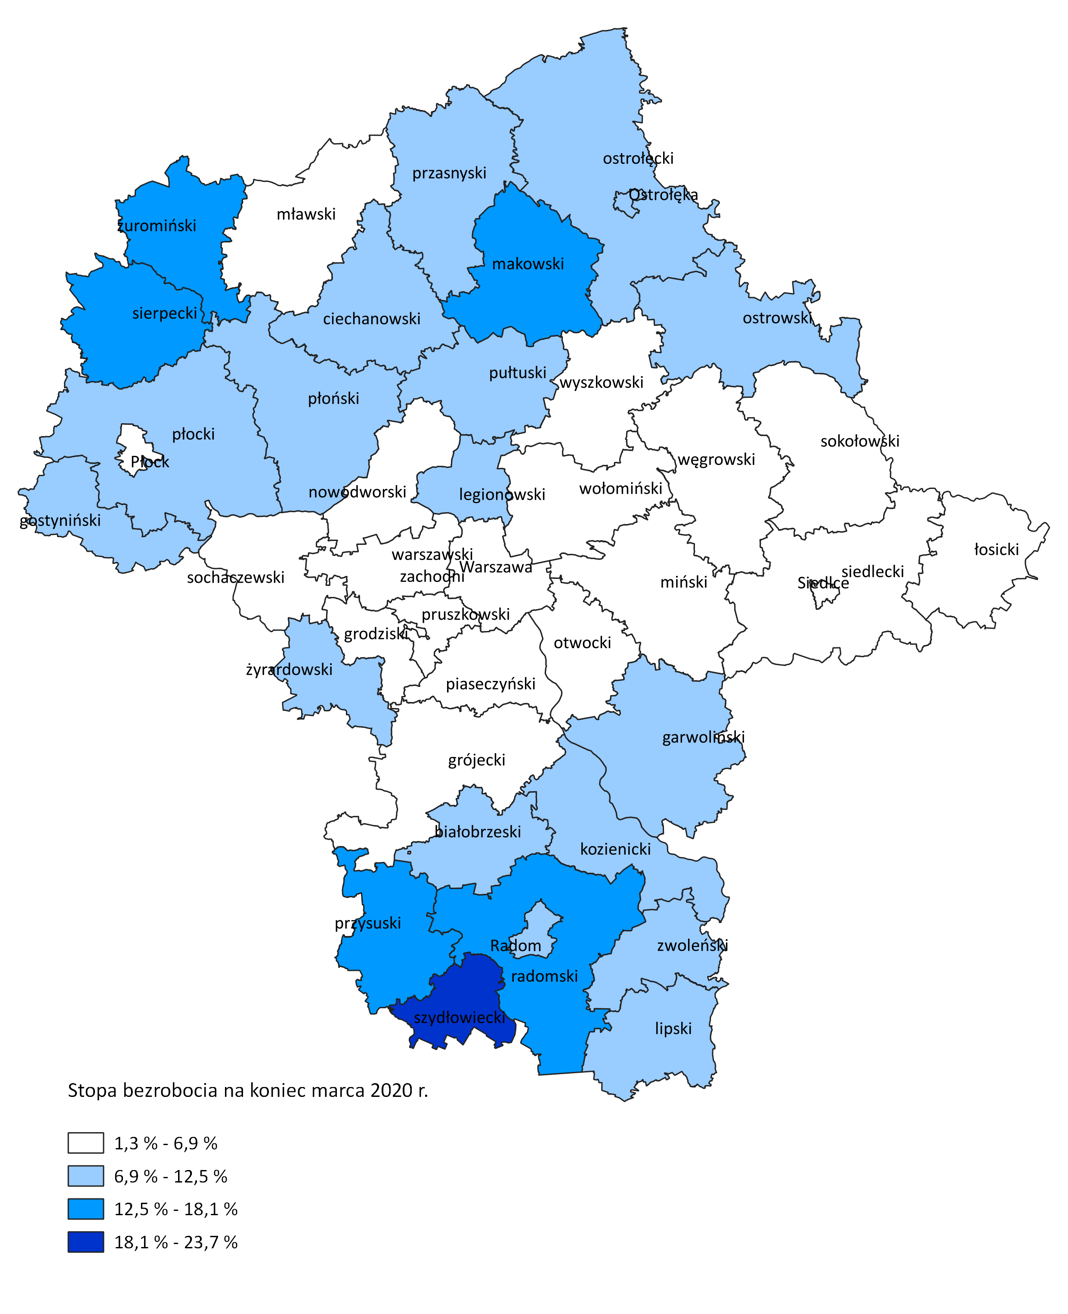 ostrołęcki
przasnyski
Ostrołęka
mławski
żuromiński
makowski
sierpecki
ciechanowski
ostrowski
pułtuski
wyszkowski
płoński
płocki
sokołowski
Płock
węgrowski
nowodworski
legionowski
wołomiński
gostyniński
łosicki
warszawski
zachodni
Warszawa
sochaczewski
miński
Siedlce
siedlecki
pruszkowski
grodziski
otwocki
żyrardowski
piaseczyński
garwoliński
grójecki
białobrzeski
kozienicki
przysuski
Radom
zwoleński
radomski
szydłowiecki
lipski
Stopa bezrobocia na koniec marca 2020 r.
1,3 % - 6,9 %
6,9 % - 12,5 %
12,5 % - 18,1 %
18,1 % - 23,7 %